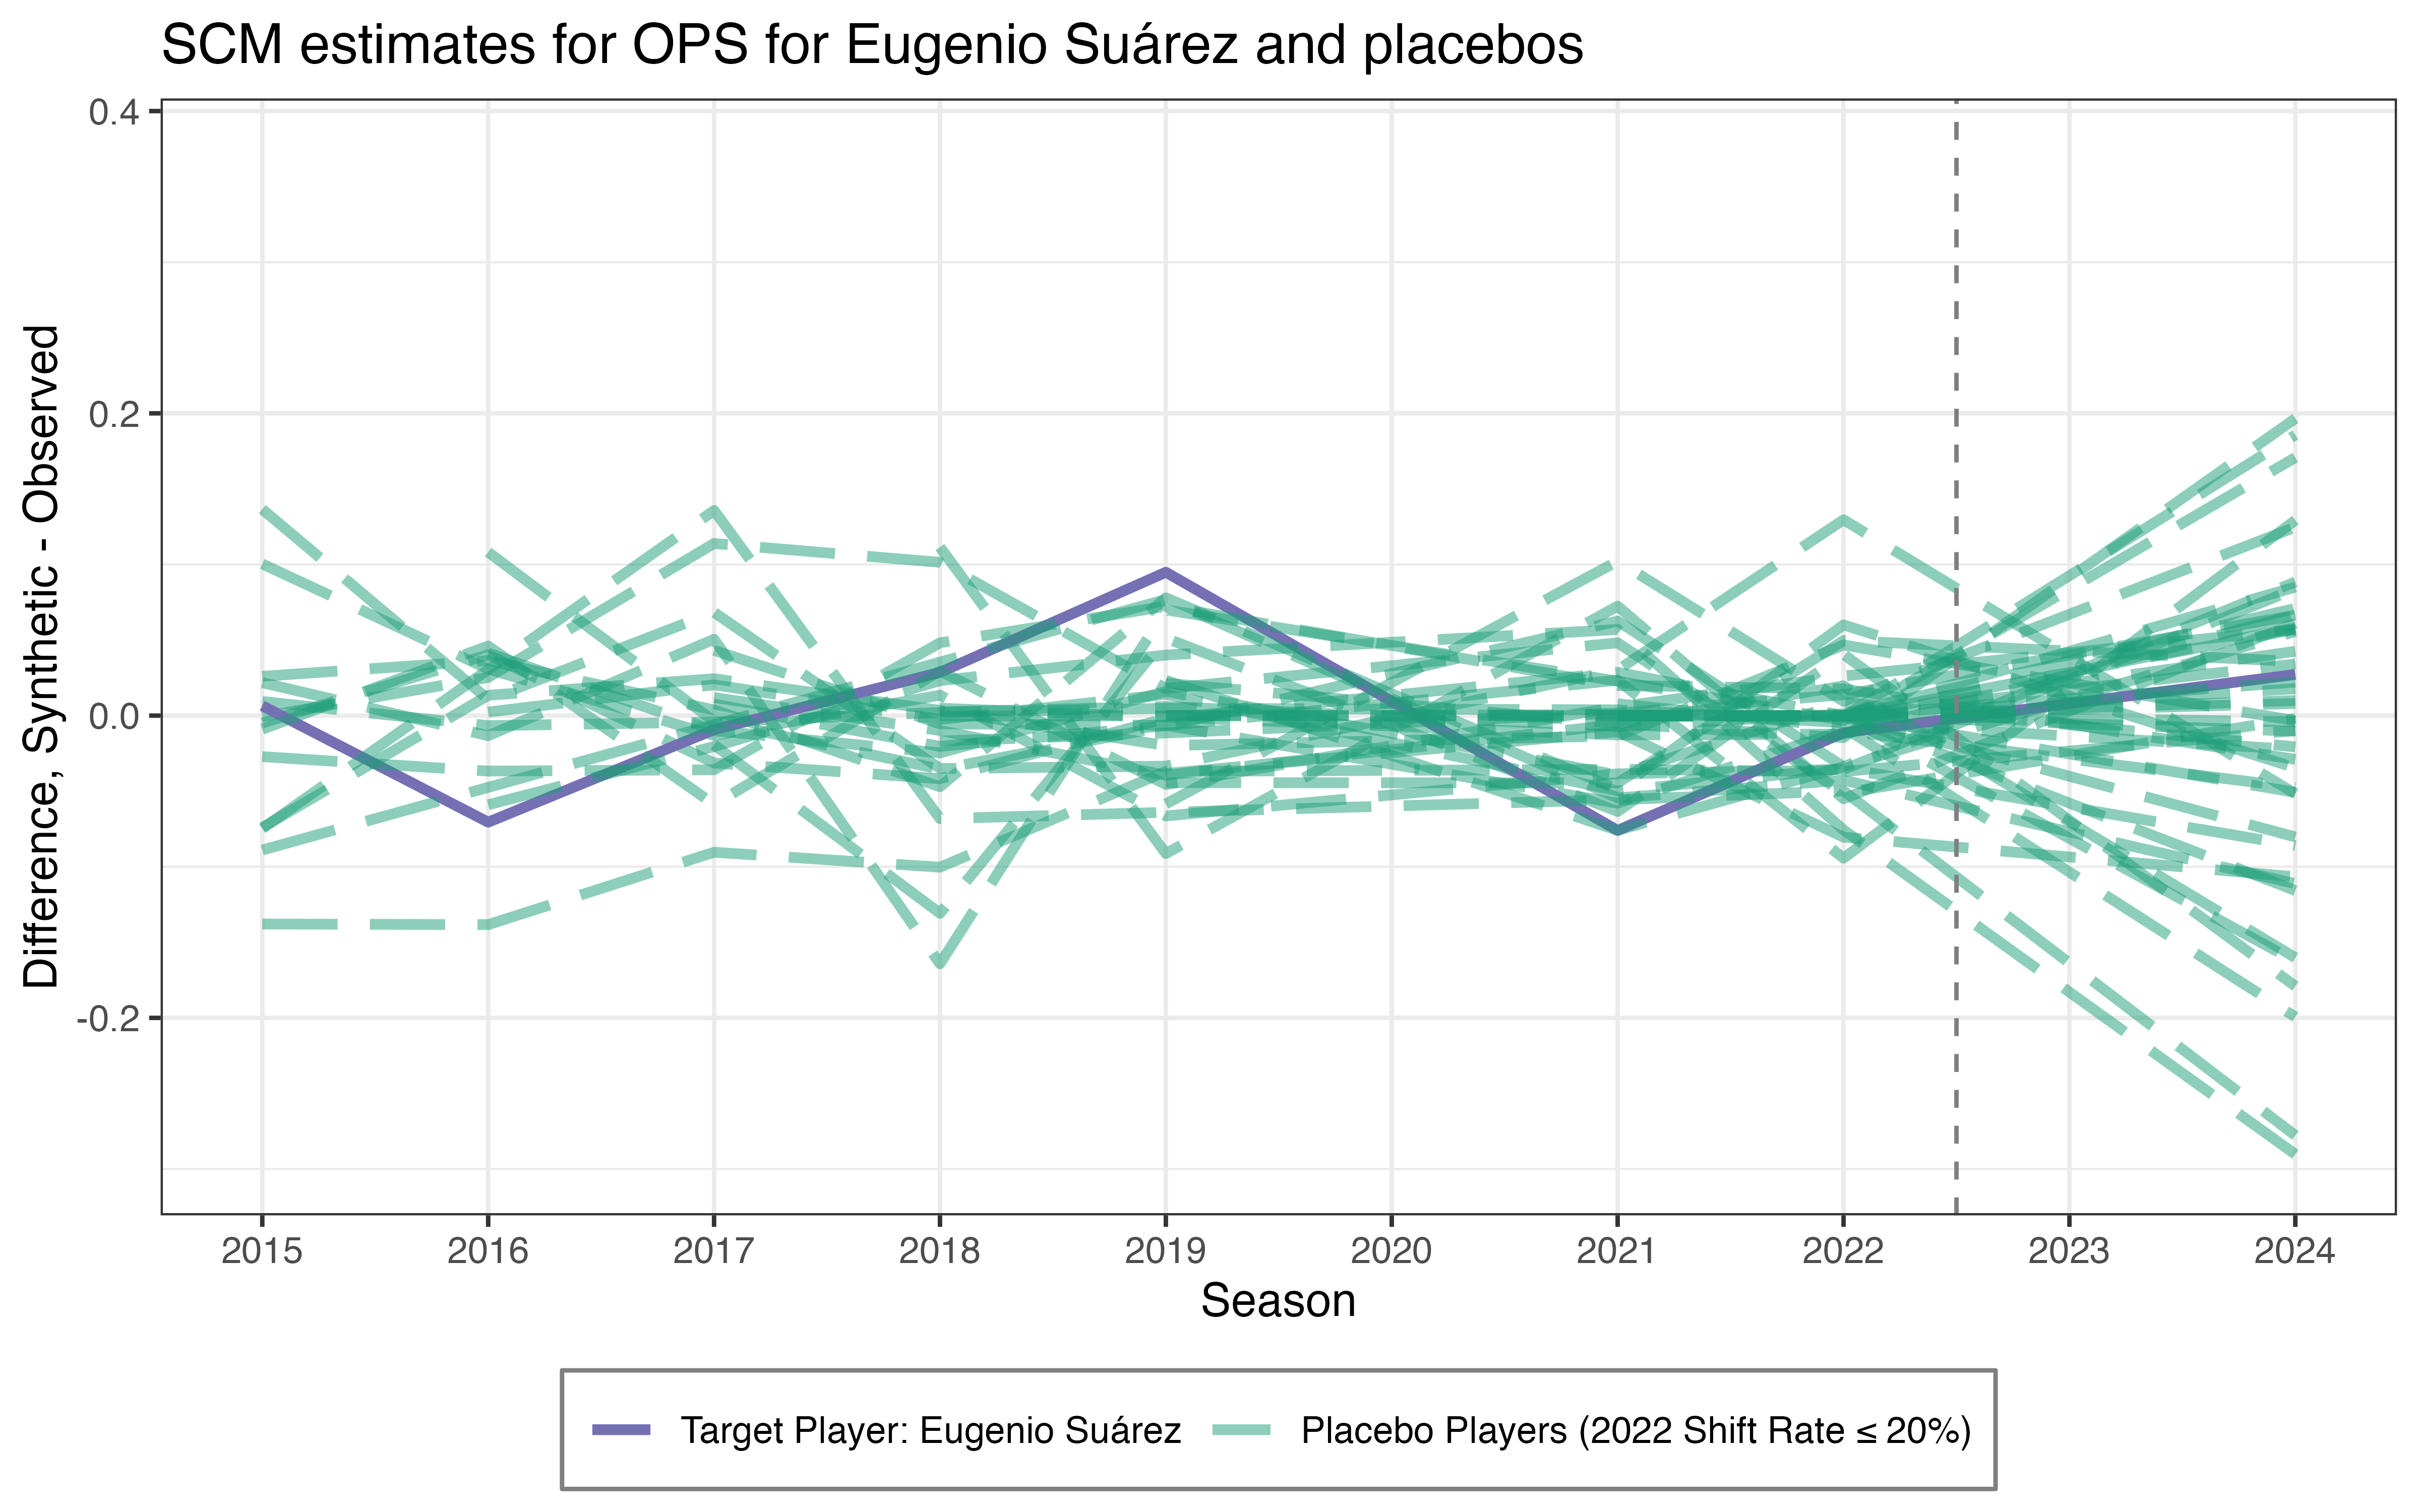 SCM estimates for OPS for Eugenio Suárez and placebos
Difference, Synthetic - Observed
0.4
0.2
0.0
-0.2
2015 2016 2017 2018 2019 2020 2021 2022 2023 2024
Season
Target Player: Eugenio Suárez Placebo Players (2022 Shift Rate ≤ 20%)